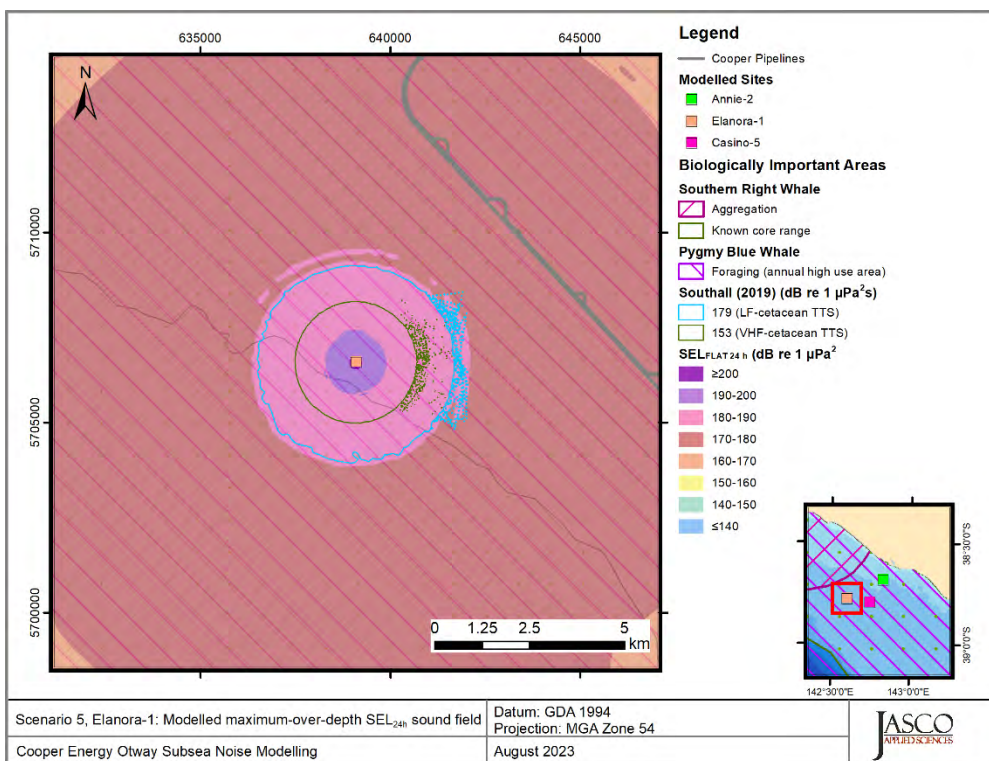 635000 640000 645000
N
5710000
5705000
5700000
0 1.25 2.5 5
km
Legend
Cooper Pipelines
Modelled Sites
Annie-2
Elanora-1
Casino-5
Biologically Important Areas
Southern Right Whale
Aggregation
Known core range
Pygmy Blue Whale
Foraging (annual high use area)
Southall (2019) (dB re 1 µPa²s)
179 (LF-cetacean TTS)
153 (VHF-cetacean TTS)
SELFLAT 24 h (dB re 1 µPa²
≥200
190-200
180-190
170-180
160-170
150-160
140-150
≤140
38°30'0"S
39°0'0"S
142°30'0"E 143°0'0"E
Scenario 5, Elanora-1: Modelled maximum-over-depth SEL24h sound field
Datum: GDA 1994
Projection: MGA Zone 54
Cooper Energy Otway Subsea Noise Modelling
August 2023
JASCO
APPLIED SCIENCES